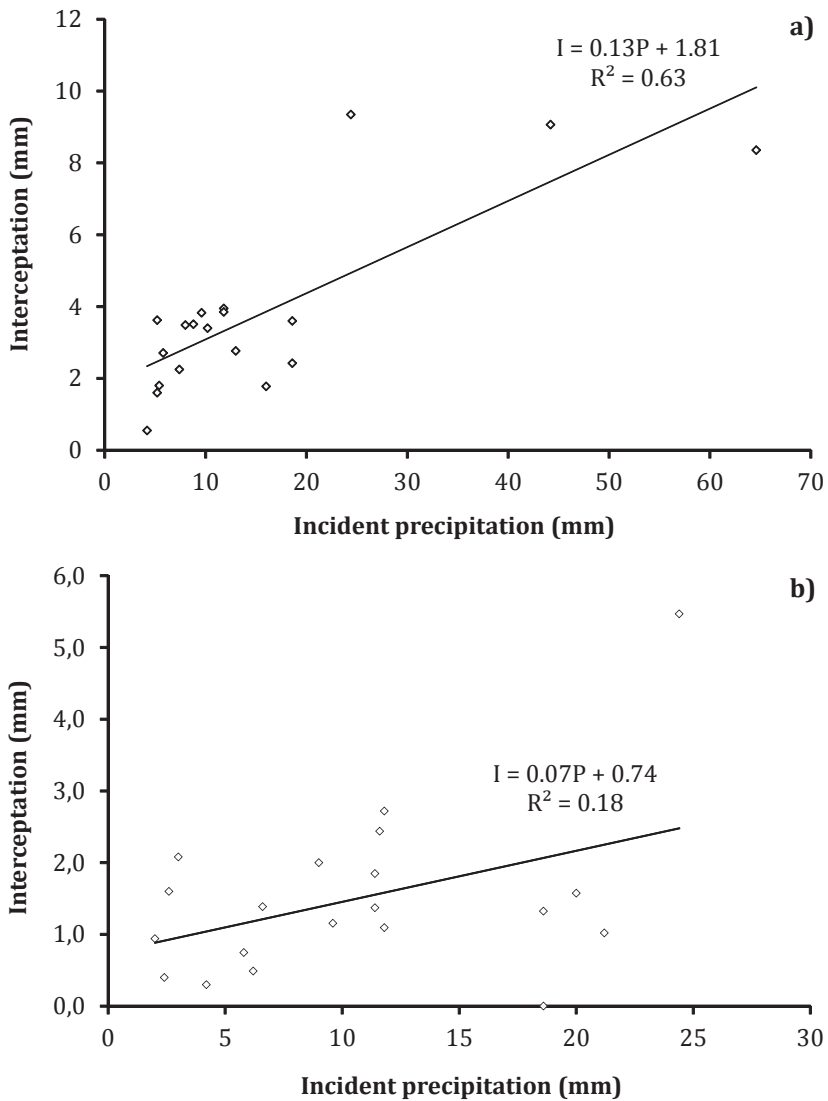 a)
I = 0.13P + 1.81
R² = 0.63
Interceptation (mm)
12
10
8
6
4
2
0
0 10 20 30 40 50 60 70
Incident precipitation (mm)
b)
I = 0.07P + 0.74
R² = 0.18
Interceptation (mm)
6,0
5,0
4,0
3,0
2,0
1,0
0,0
0 5 10 15 20 25 30
Incident precipitation (mm)